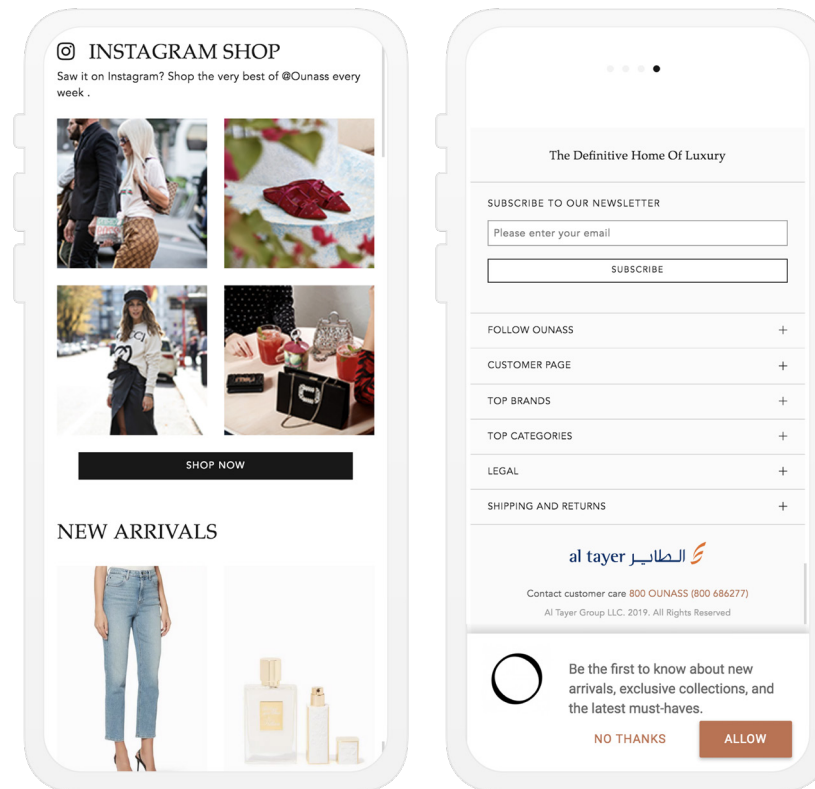 INSTAGRAM SHOP
Saw it on Instagram? Shop the very best of @Ounass every
week .
SHOP NOW
NEW ARRIVALS
The Definitive Home Of Luxury
SUBSCRIBE TO OUR NEWSLETTER
Please enter your email
SUBSCRIBE
FOLLOW OUNASS +
CUSTOMER PAGE +
TOP BRANDS +
TOP CATEGORIES +
LEGAL +
SHIPPING AND RETURNS +
al tayer الطاير
Contact customer care 800 OUNASS (800 686277)
Al Tayer Group LLC. 2019. All Rights Reserved
Be the first to know about new
arrivals, exclusive collections, and
the latest must-haves.
NO THANKS ALLOW